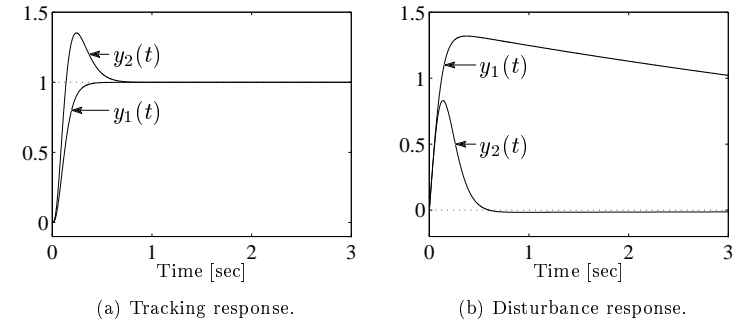 1.5
1
0.5
0
y₂(t)
y₁(t)
0 1 2 3
Time [sec]
(a) Tracking response.
1.5
1
0.5
0
y₁(t)
y₂(t)
0 1 2 3
Time [sec]
(b) Disturbance response.